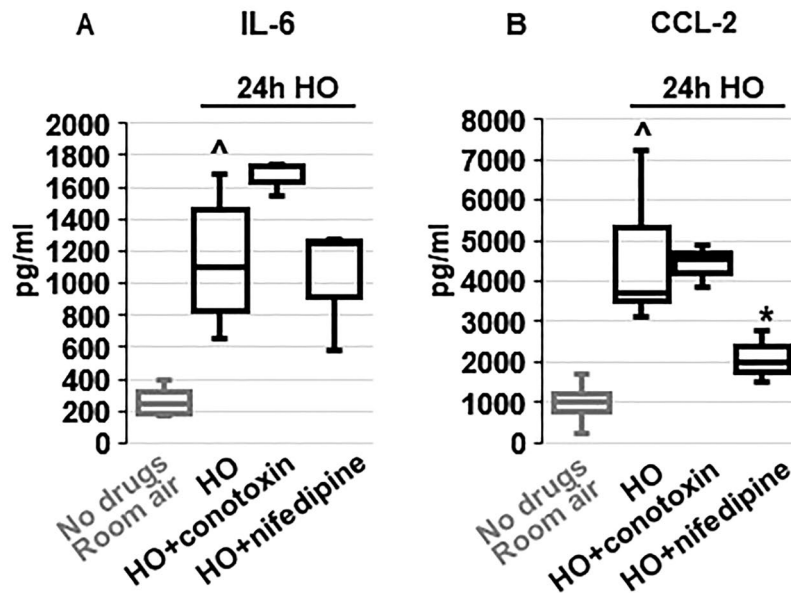 A IL-6
24h HO
2000
1800
1600
1400
1200
1000
800
600
400
200
0
pg/ml
^
No drugs
Room air
HO
HO+conotoxin
HO+nifedipine
B CCL-2
24h HO
8000
7000
6000
5000
4000
3000
2000
1000
0
pg/ml
^
*
No drugs
Room air
HO
HO+conotoxin
HO+nifedipine